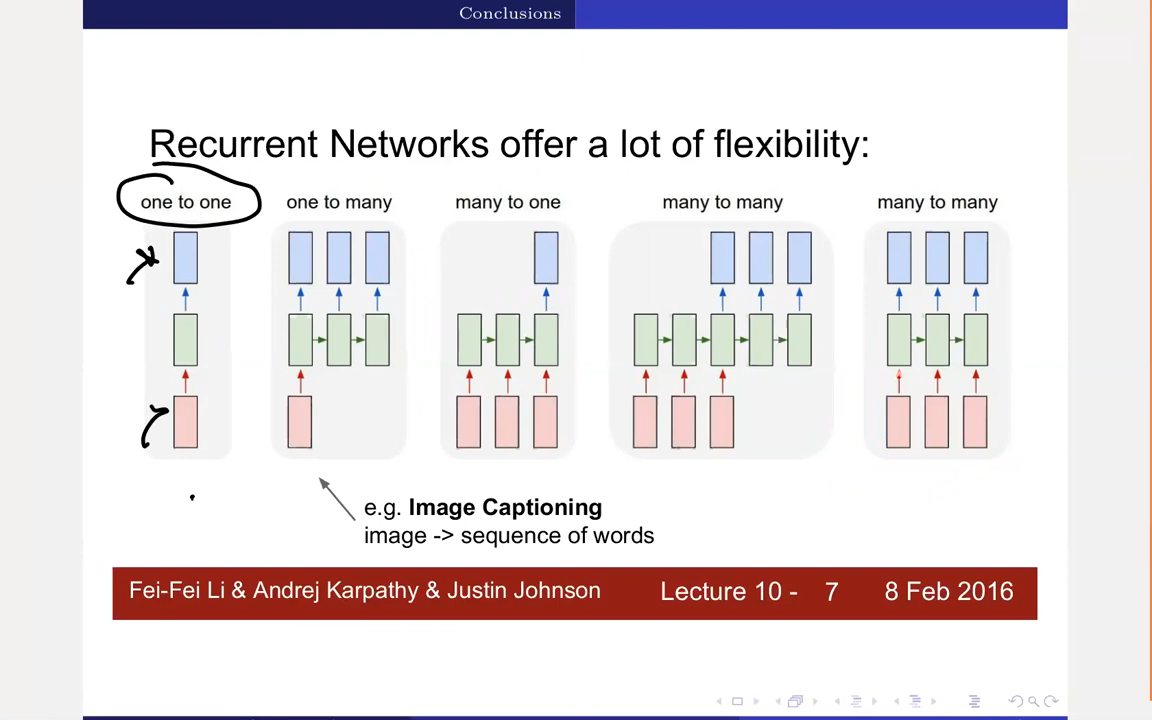 Conclusions
Recurrent Networks offer a lot of flexibility:
one to one one to many many to one many to many many to many
e.g. Image Captioning
image -> sequence of words
Fei-Fei Li & Andrej Karpathy & Justin Johnson Lecture 10 - 7 8 Feb 2016